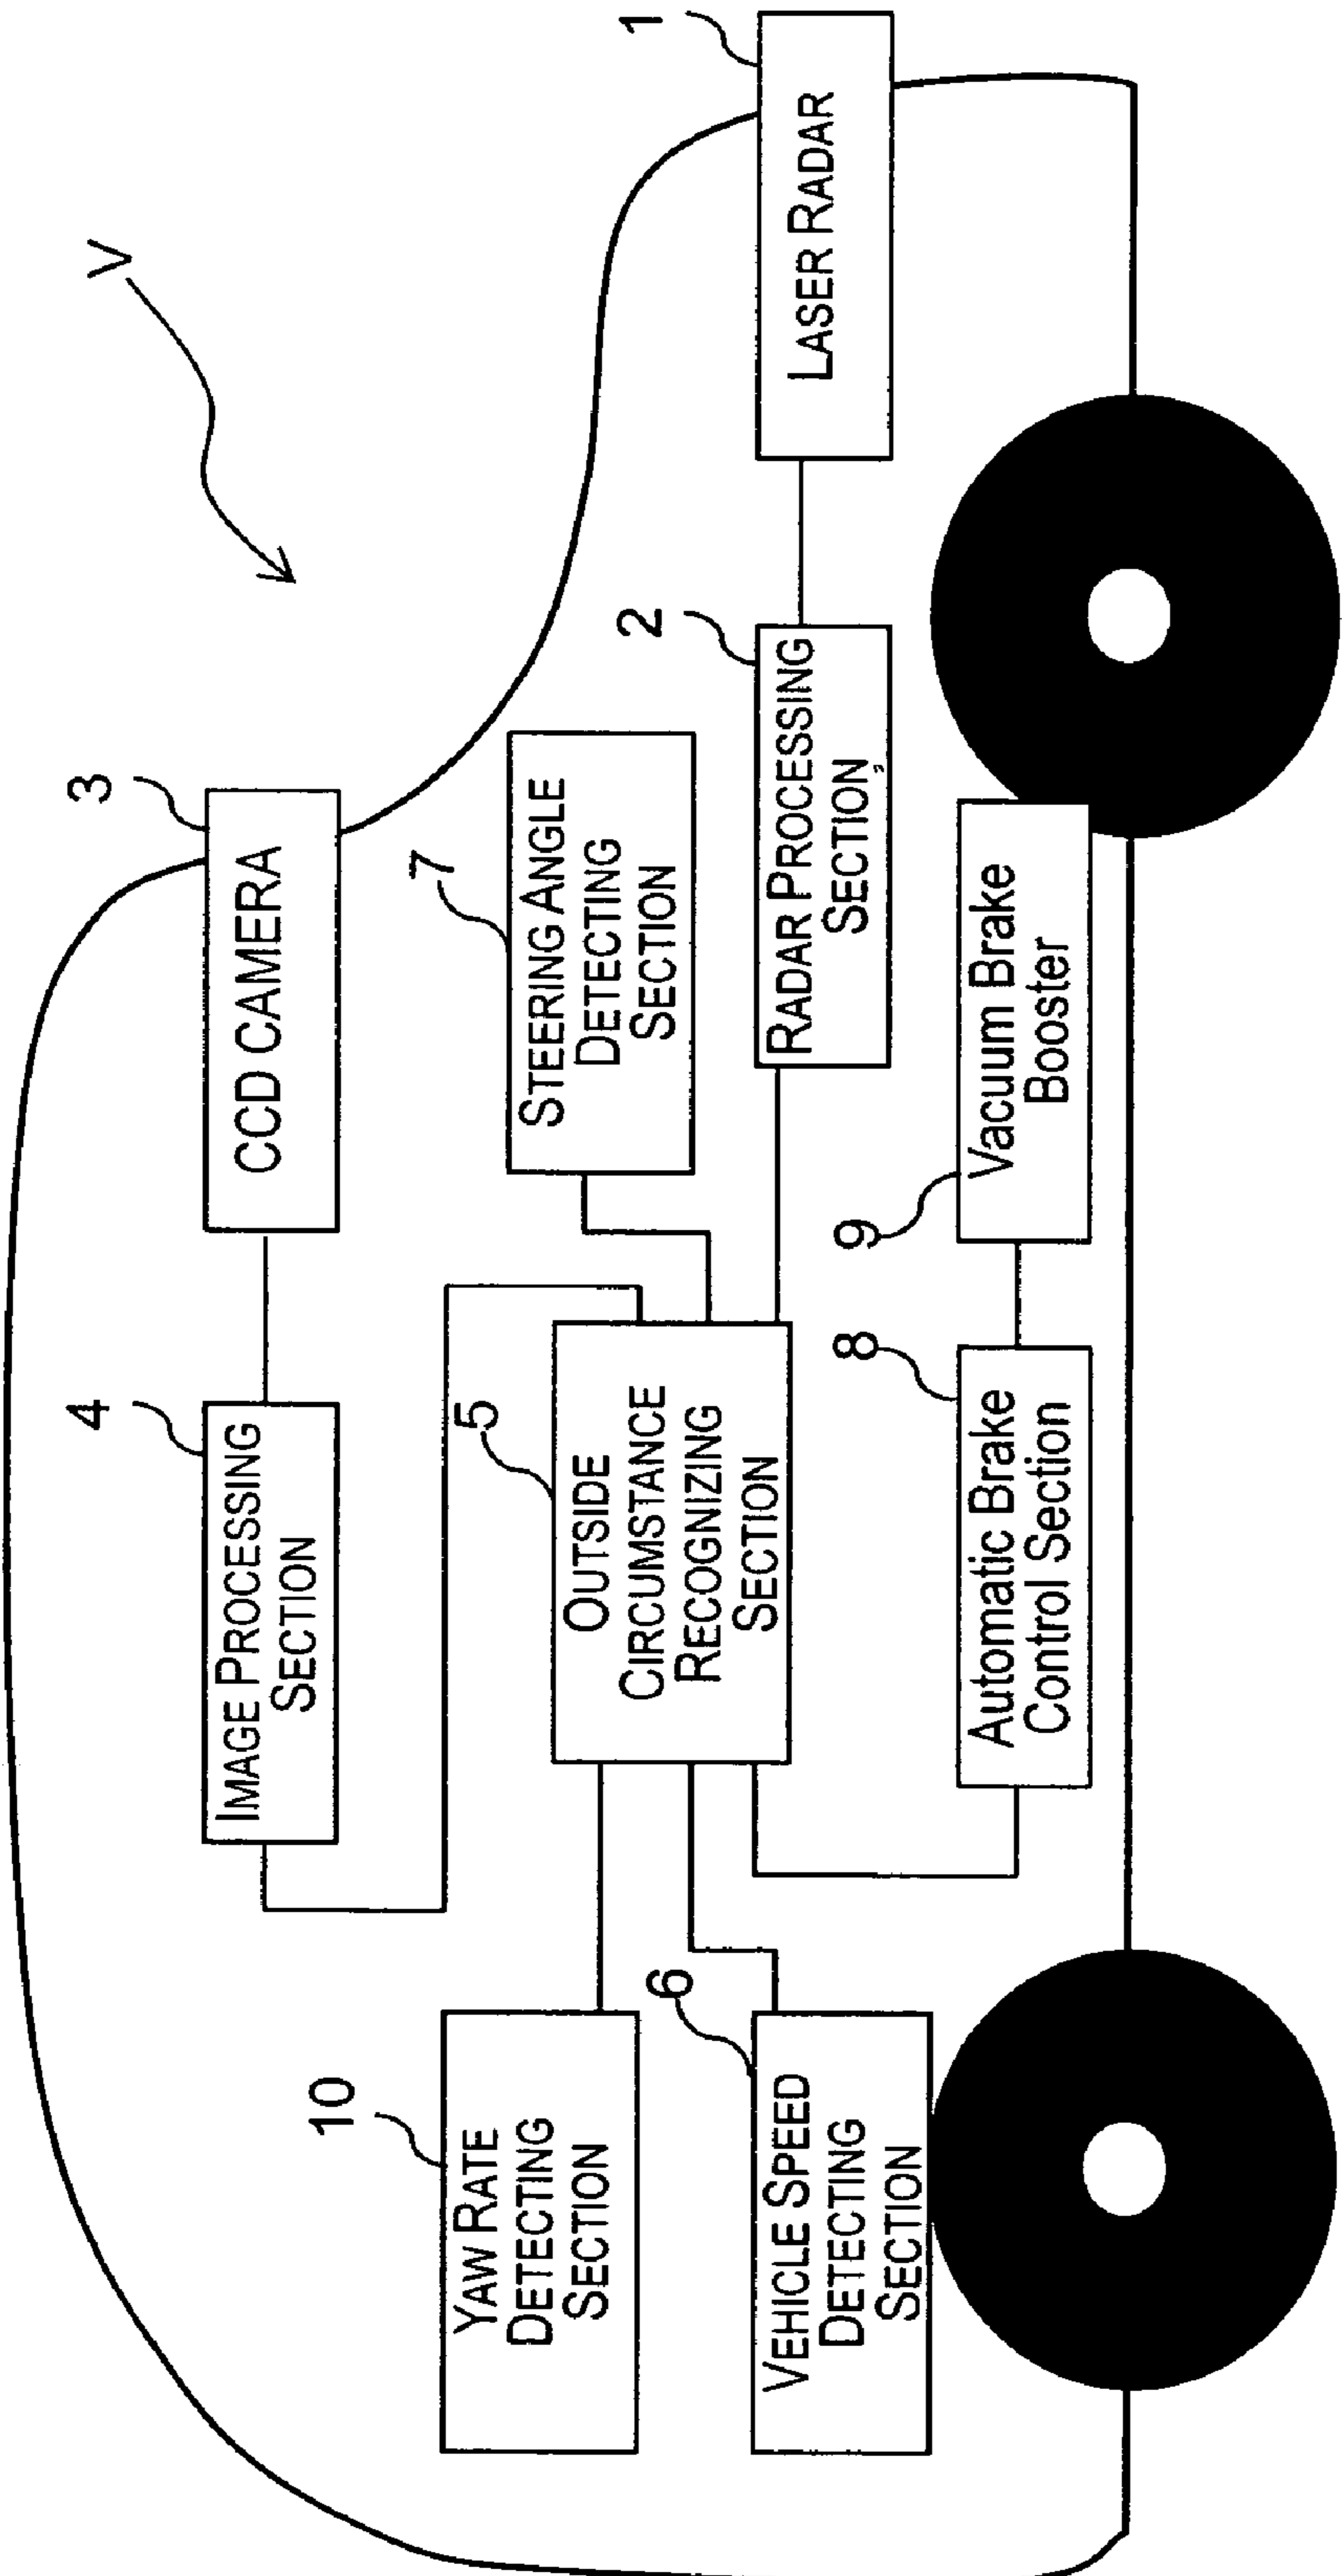 V
3
CCD CAMERA
4
IMAGE PROCESSING
SECTION
10
YAW RATE
DETECTING
SECTION
5
OUTSIDE
CIRCUMSTANCE
RECOGNIZING
SECTION
7
STEERING ANGLE
DETECTING
SECTION
1
LASER RADAR
2
RADAR PROCESSING
SECTION
6
VEHICLE SPEED
DETECTING
SECTION
8
Automatic Brake
Control Section
9
Vacuum Brake
Booster